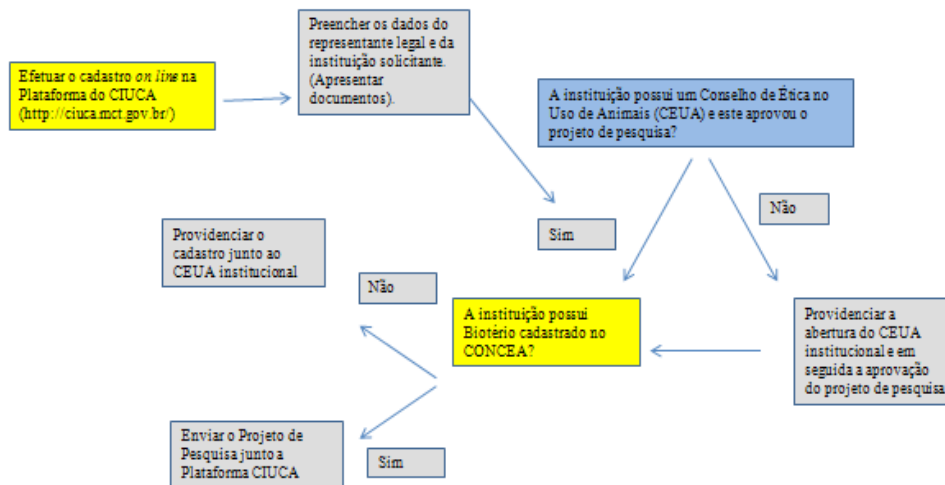 Efetuar o cadastro on line na
Plataforma do CIUCA
(http://ciuca.mct.gov.br/)
Preencher os dados do
representante legal e da
instituição solicitante.
(Apresentar
documentos).
A instituição possui um Conselho de Ética no
Uso de Animais (CEUA) e este aprovou o
projeto de pesquisa?
Sim
Não
Providenciar a
abertura do CEUA
institucional e em
seguida a aprovação
do projeto de pesquisa
A instituição possui
Biotério cadastrado no
CONCEA?
Não
Providenciar o
cadastro junto ao
CEUA institucional
Sim
Enviar o Projeto de
Pesquisa junto a
Plataforma CIUCA